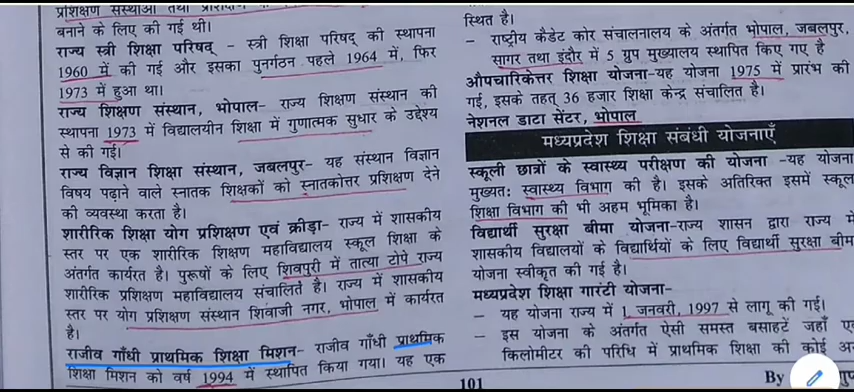 प्रशिक्षण संस्थाओं तथा प्रशिक्षण
बनाने के लिए की गई थी।
राज्य स्त्री शिक्षा परिषद् - स्त्री शिक्षा परिषद् की स्थापना
1960 में की गई और इसका पुनर्गठन पहले 1964 में, फिर
1973 में हुआ था।
राज्य शिक्षण संस्थान, भोपाल- राज्य शिक्षण संस्थान की
स्थापना 1973 में विद्यालयीन शिक्षा में गुणात्मक सुधार के उद्देश्य
से की गई।
राज्य विज्ञान शिक्षा संस्थान, जबलपुर- यह संस्थान विज्ञान
विषय पढ़ाने वाले स्नातक शिक्षकों को स्नातकोत्तर प्रशिक्षण देने
की व्यवस्था करता है।
शारीरिक शिक्षा योग प्रशिक्षण एवं क्रीड़ा- राज्य में शासकीय
स्तर पर एक शारीरिक शिक्षण महाविद्यालय स्कूल शिक्षा के
अंतर्गत कार्यरत है। पुरूषों के लिए शिवपुरी में तात्या टोपे राज्य
शारीरिक प्रशिक्षण महाविद्यालय संचालित है। राज्य में शासकीय
स्तर पर योग प्रशिक्षण संस्थान शिवाजी नगर, भोपाल में कार्यरत
है।
राजीव गाँधी प्राथमिक शिक्षा मिशन- राजीव गाँधी प्राथमिक
शिक्षा मिशन को वर्ष 1994 में स्थापित किया गया। यह एक
स्थित है।
- राष्ट्रीय कैडेट कोर संचालनालय के अंतर्गत भोपाल, जबलपुर,
सागर तथा इंदौर में 5 ग्रुप मुख्यालय स्थापित किए गए है
औपचारिकेत्तर शिक्षा योजना-यह योजना 1975 में प्रारंभ की
गई, इसके तहत् 36 हजार शिक्षा केन्द्र संचालित है।
नेशनल डाटा सेंटर, भोपाल
मध्यप्रदेश शिक्षा संबंधी योजनाएँ
स्कूली छात्रों के स्वास्थ्य परीक्षण की योजना -यह योजना
मुख्यत: स्वास्थ्य विभाग की है। इसके अतिरिक्त इसमें स्कूल
शिक्षा विभाग की भी अहम भूमिका है।
विद्यार्थी सुरक्षा बीमा योजना-राज्य शासन द्वारा राज्य मे
शासकीय विद्यालयों के विद्यार्थियों के लिए विद्यार्थी सुरक्षा बीम
योजना स्वीकृत की गई है।
मध्यप्रदेश शिक्षा गारंटी योजना-
- यह योजना राज्य में 1 जनवरी, 1997 से लागू की गई।
- इस योजना के अंतर्गत ऐसी समस्त बसाहटें जहाँ ए
किलोमीटर की परिधि में प्राथमिक शिक्षा की कोई अ
101
By